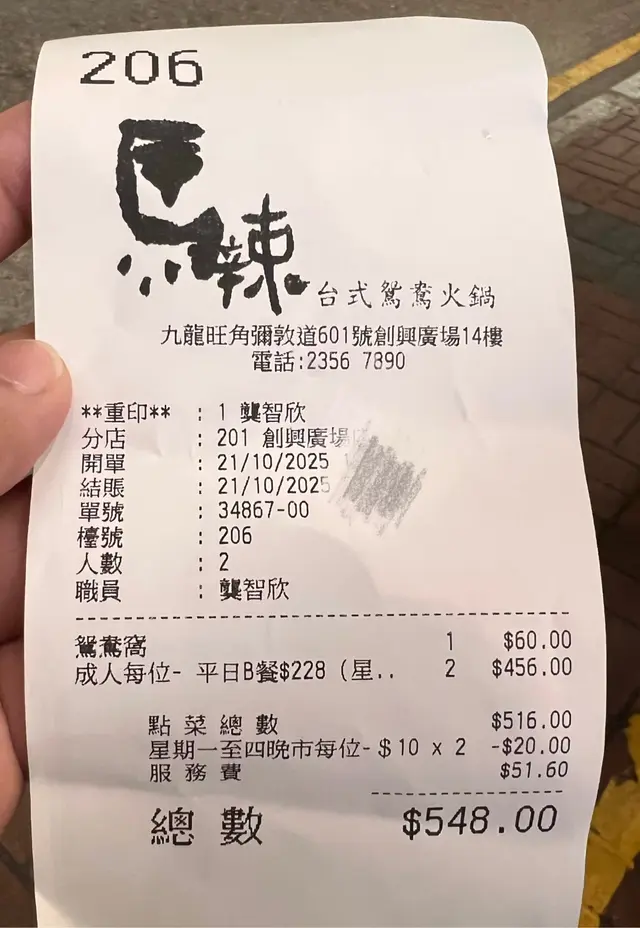 206
馬辣
台式鴛鴦火鍋
九龍旺角彌敦道601號創興廣場14樓
電話:2356 7890
**重印** : 1 龔智欣
分店 : 201 創興廣場
開單 : 21/10/2025
結賬 : 21/10/2025
單號 : 34867-00
檯號 : 206
人數 : 2
職員 : 龔智欣
鴛鴦窩 1 $60.00
成人每位- 平日B餐$228 (星.. 2 $456.00
點菜總數 $516.00
星期一至四晚市每位-$10 x 2 -$20.00
服務費 $51.60
總數 $548.00